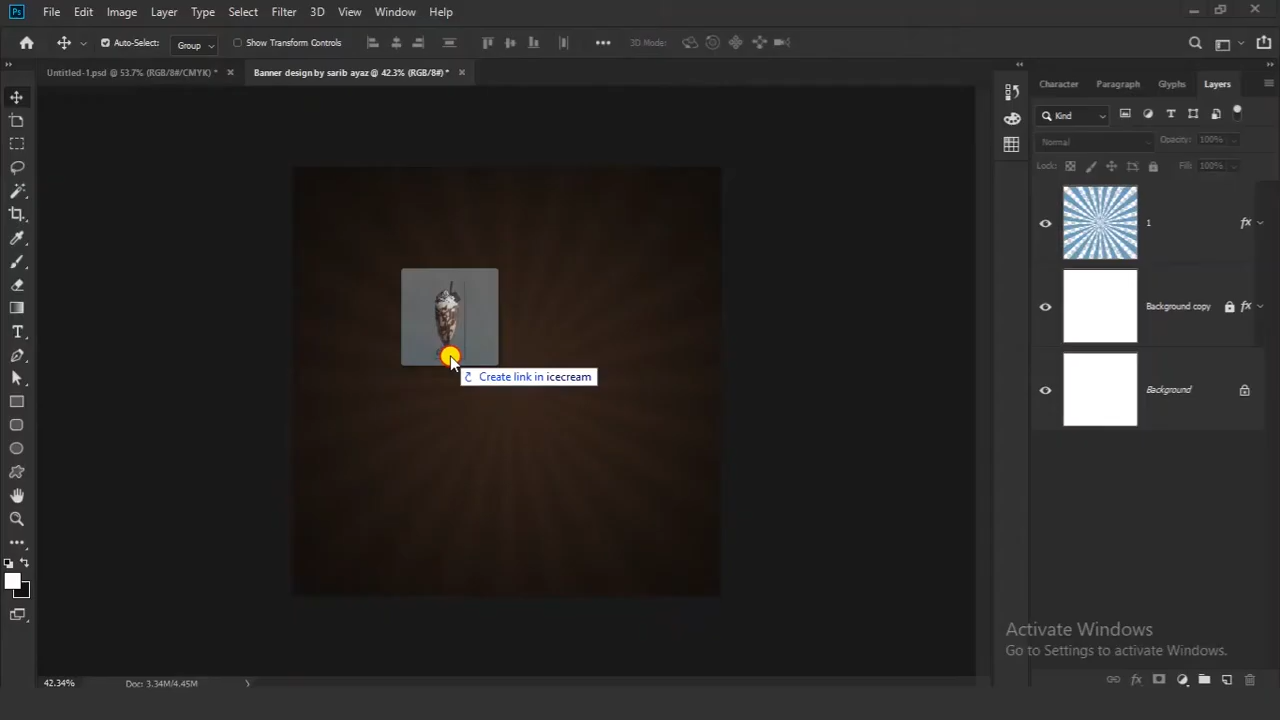 Ps File Edit Image Layer Type Select Filter 3D View Window Help
Auto-Select: Group Show Transform Controls 3D Mode:
Untitled-1.psd @ 53.7% (RGB/8#/CMYK) * Banner design by sarib ayaz @ 42.3% (RGB/8#) *
Character Paragraph Glyphs Layers
Kind
Normal Opacity: 100%
Lock: Fill: 100%
1 fx
Background copy fx
Create link in icecream
Background
Activate Windows
Go to Settings to activate Windows.
42.34% Doc: 3.34M/4.45M
fx